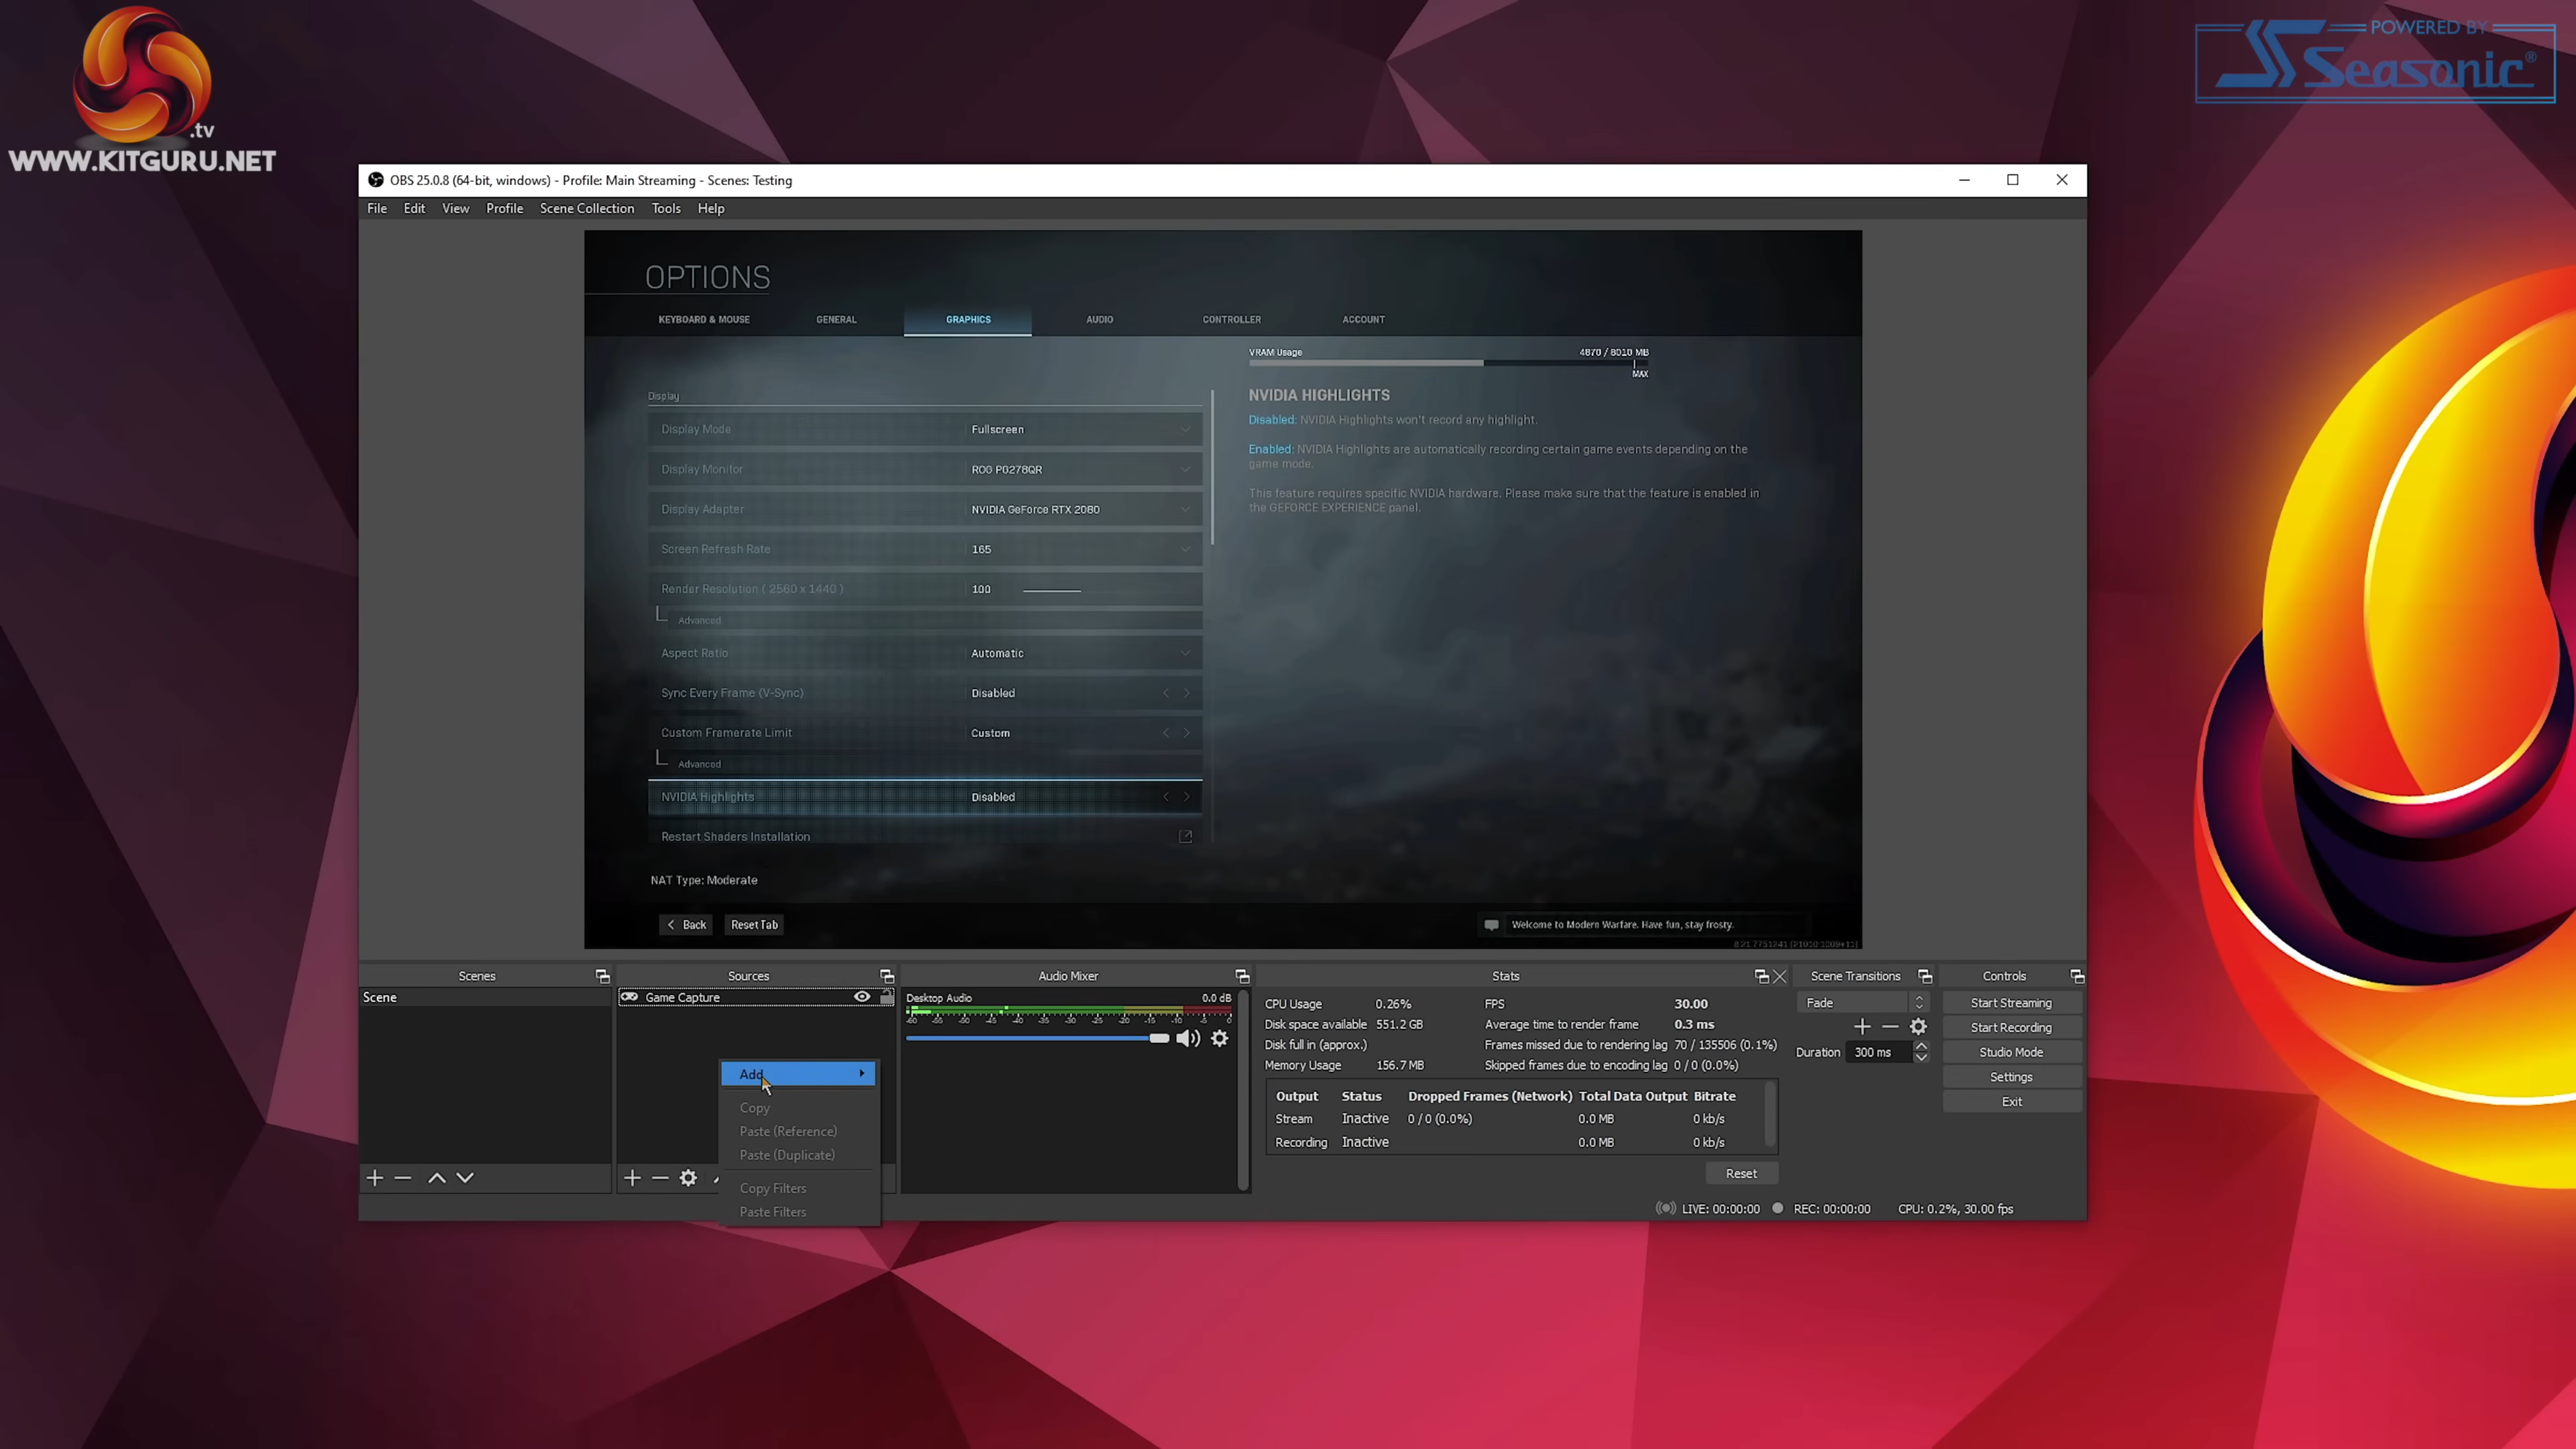 .tv
WWW.KITGURU.NET
POWERED BY
Seasonic®
OBS 25.0.8 (64-bit, windows) - Profile: Main Streaming - Scenes: Testing
File Edit View Profile Scene Collection Tools Help
OPTIONS
KEYBOARD & MOUSE GENERAL GRAPHICS AUDIO CONTROLLER ACCOUNT
VRAM Usage 4870 / 8010 MB
MAX
Display
Display Mode Fullscreen
Display Monitor ROG PG278QR
Display Adapter NVIDIA GeForce RTX 2080
Screen Refresh Rate 165
Render Resolution ( 2560 x 1440 ) 100
Advanced
Aspect Ratio Automatic
Sync Every Frame (V-Sync) Disabled
Custom Framerate Limit Custom
Advanced
NVIDIA Highlights Disabled
Restart Shaders Installation
NVIDIA HIGHLIGHTS
Disabled: NVIDIA Highlights won't record any highlight.
Enabled: NVIDIA Highlights are automatically recording certain game events depending on the
game mode.
This feature requires specific NVIDIA hardware. Please make sure that the feature is enabled in
the GEFORCE EXPERIENCE panel.
NAT Type: Moderate
Back Reset Tab
Welcome to Modern Warfare. Have fun, stay frosty.
Scenes
Scene
Sources
Game Capture
Add
Copy
Paste (Reference)
Paste (Duplicate)
Copy Filters
Paste Filters
Audio Mixer
Desktop Audio 0.0 dB
-60 -55 -50 -45 -40 -35 -30 -25 -20 -15 -10 -5 0
Stats
CPU Usage 0.26% FPS 30.00
Disk space available 551.2 GB Average time to render frame 0.3 ms
Disk full in (approx.) Frames missed due to rendering lag 70 / 135506 (0.1%)
Memory Usage 156.7 MB Skipped frames due to encoding lag 0 / 0 (0.0%)
Output Status Dropped Frames (Network) Total Data Output Bitrate
Stream Inactive 0 / 0 (0.0%) 0.0 MB 0 kb/s
Recording Inactive 0.0 MB 0 kb/s
Reset
Scene Transitions
Fade
Duration 300 ms
Controls
Start Streaming
Start Recording
Studio Mode
Settings
Exit
LIVE: 00:00:00 REC: 00:00:00 CPU: 0.2%, 30.00 fps